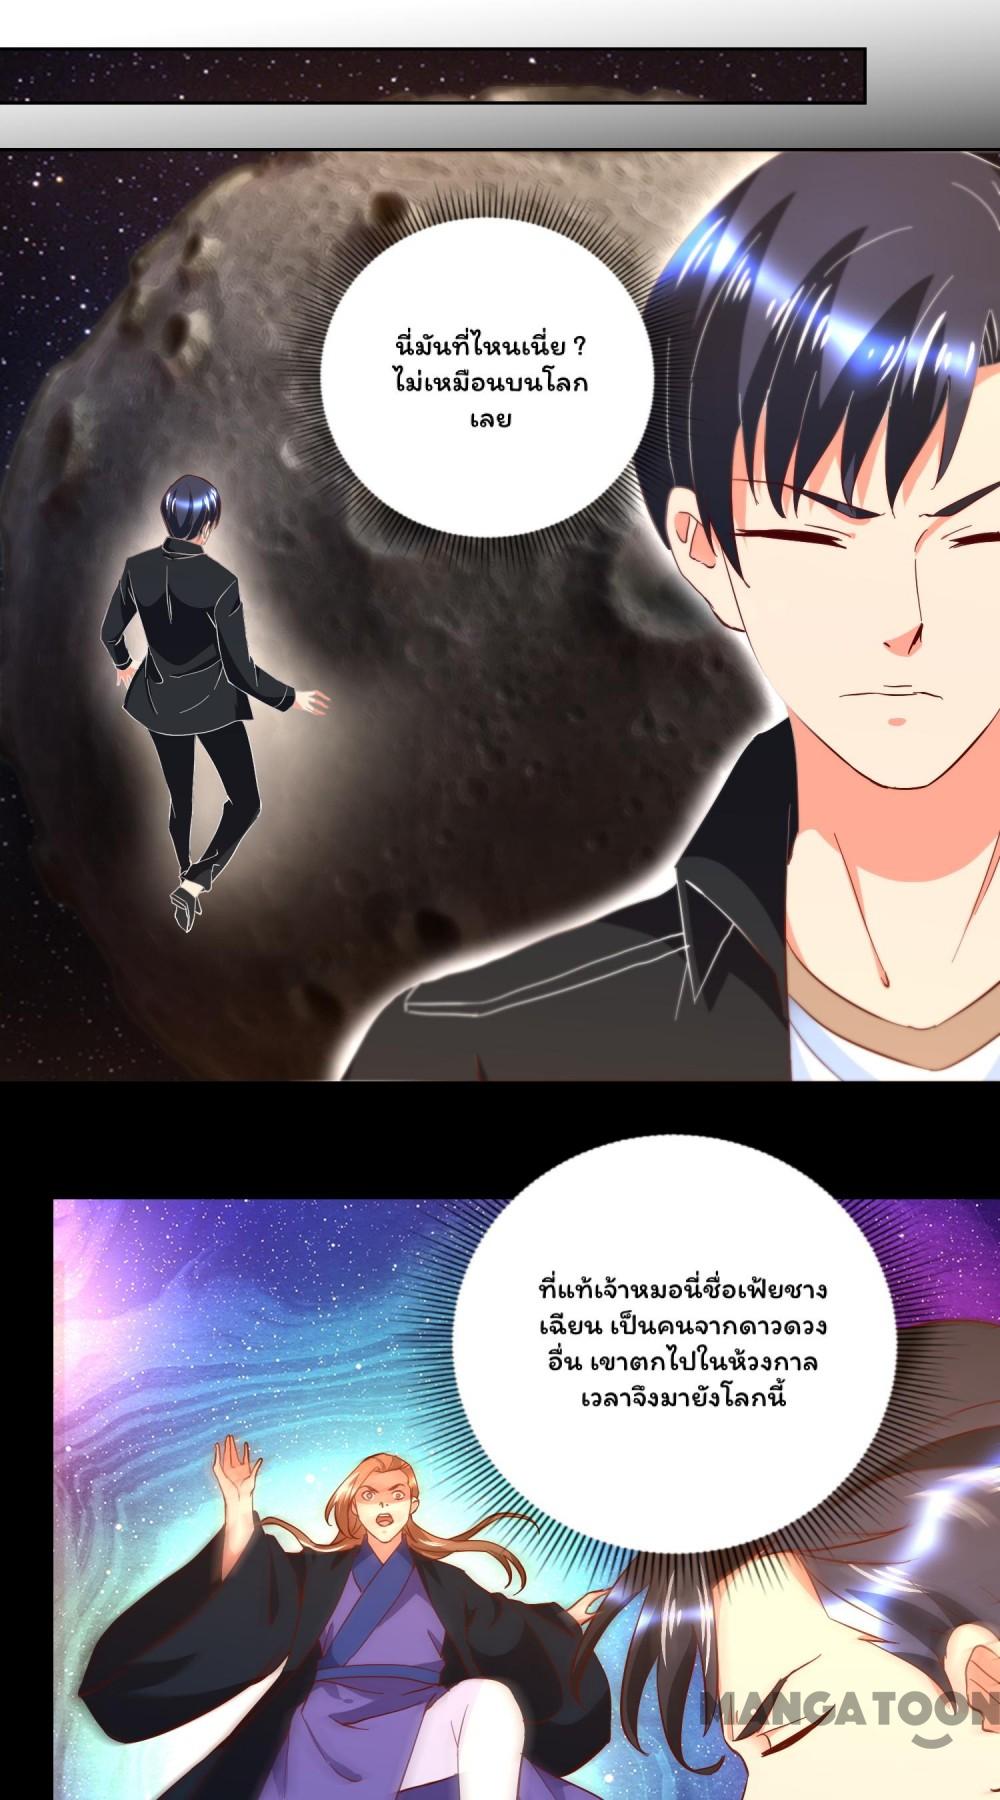 นี่มันที่ไหนเนี่ย ?
ไม่เหมือนบนโลก
เลย
ที่แท้เจ้าหมอนี่ชื่อเฟ้ยชาง
เฉียน เป็นคนจากดาวดวง
อื่น เขาตกไปในห้วงกาล
เวลาจึงมายังโลกนี้
MANGATOON